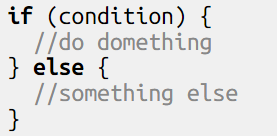 if (condition) {
  //do domething
} else {
  //something else
}